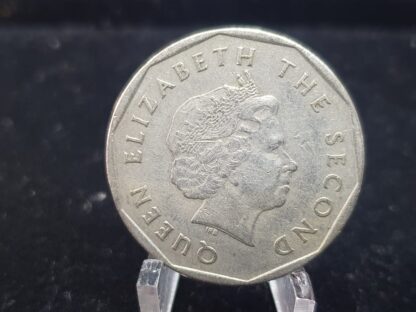 QUEEN ELIZABETH THE SECOND